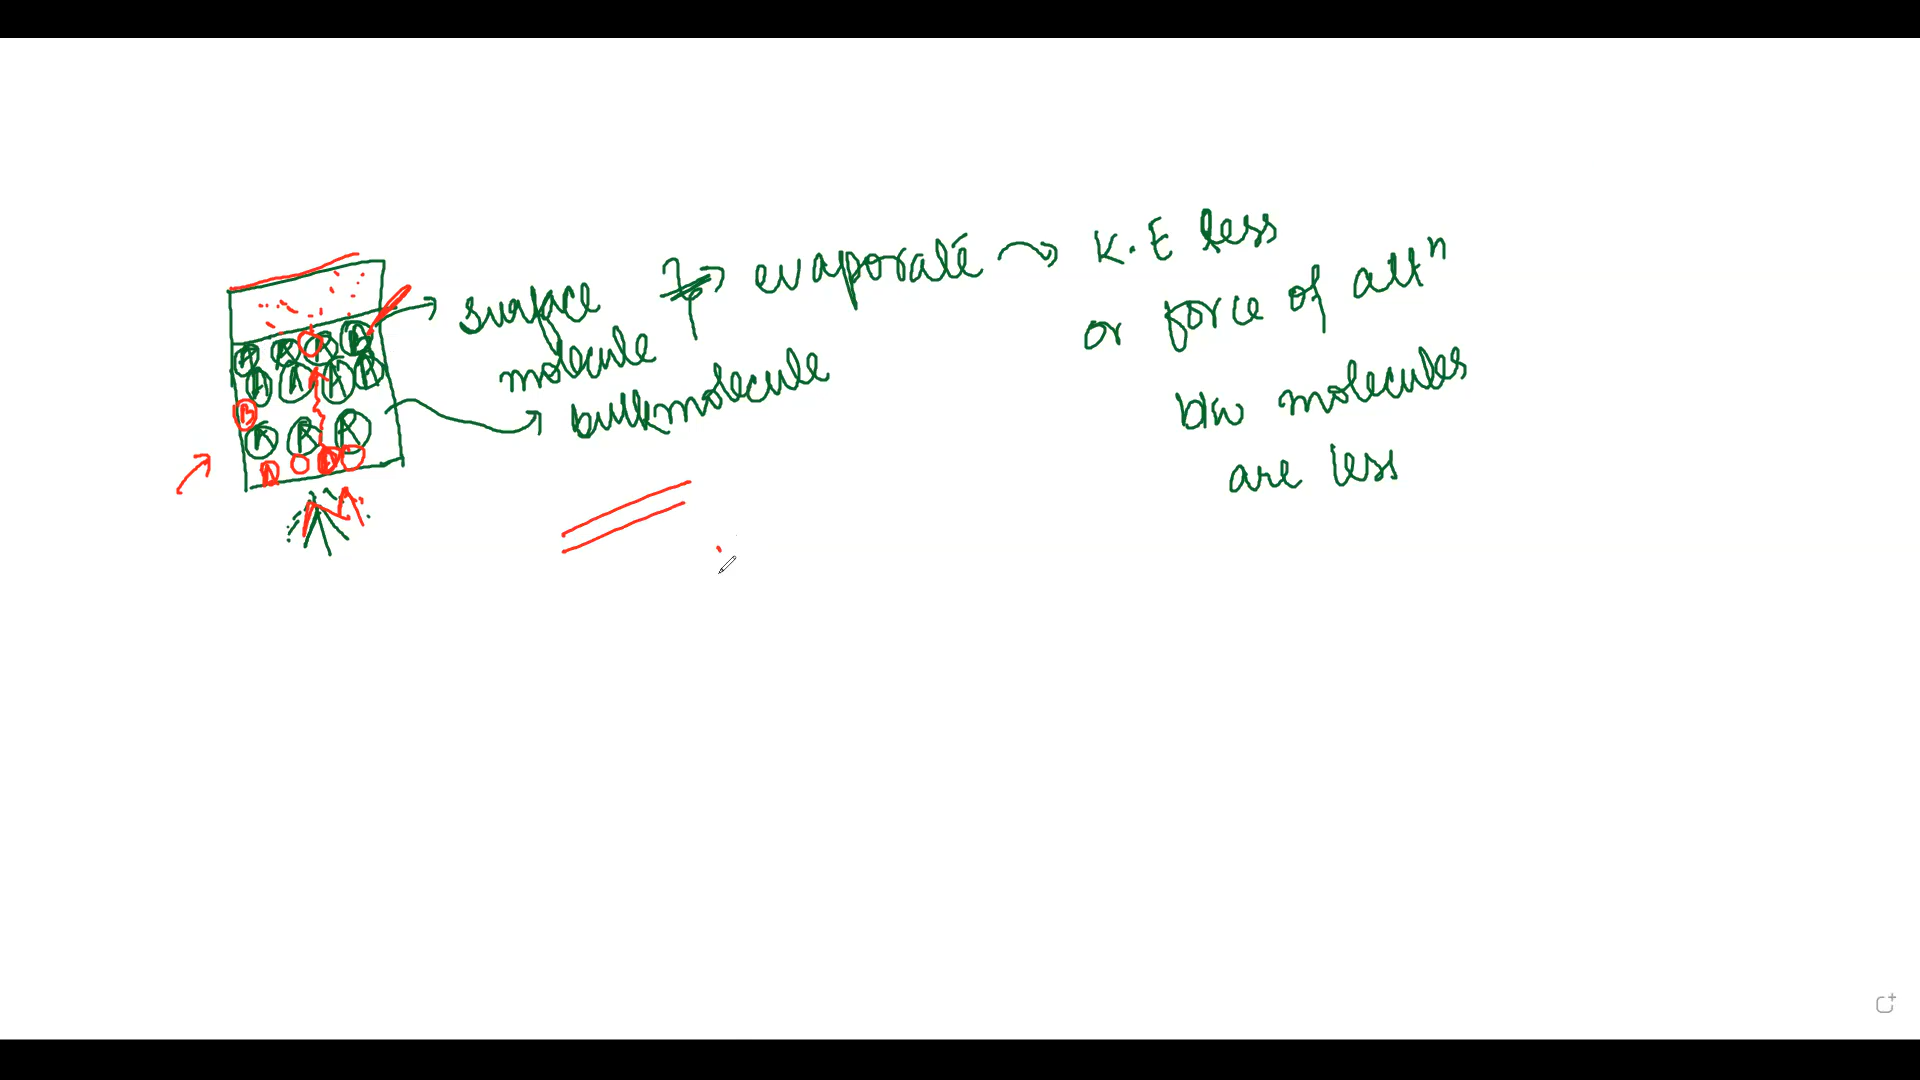 surface → evaporate → K.E less
molecule
or force of attⁿ
bulk molecule
b/w molecules
are less